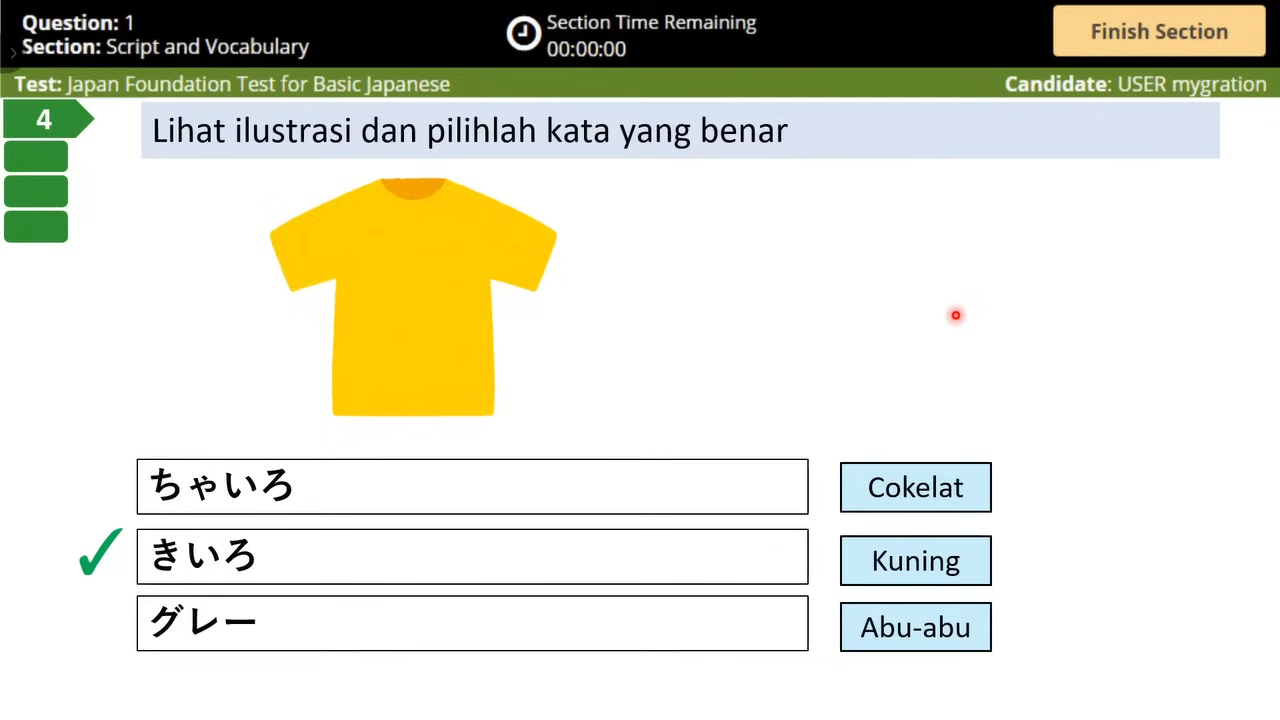 Question: 1
Section: Script and Vocabulary
Section Time Remaining
00:00:00
Finish Section
Test: Japan Foundation Test for Basic Japanese
Candidate: USER mygration
4
Lihat ilustrasi dan pilihlah kata yang benar
ちゃいろ
Cokelat
きいろ
Kuning
グレー
Abu-abu